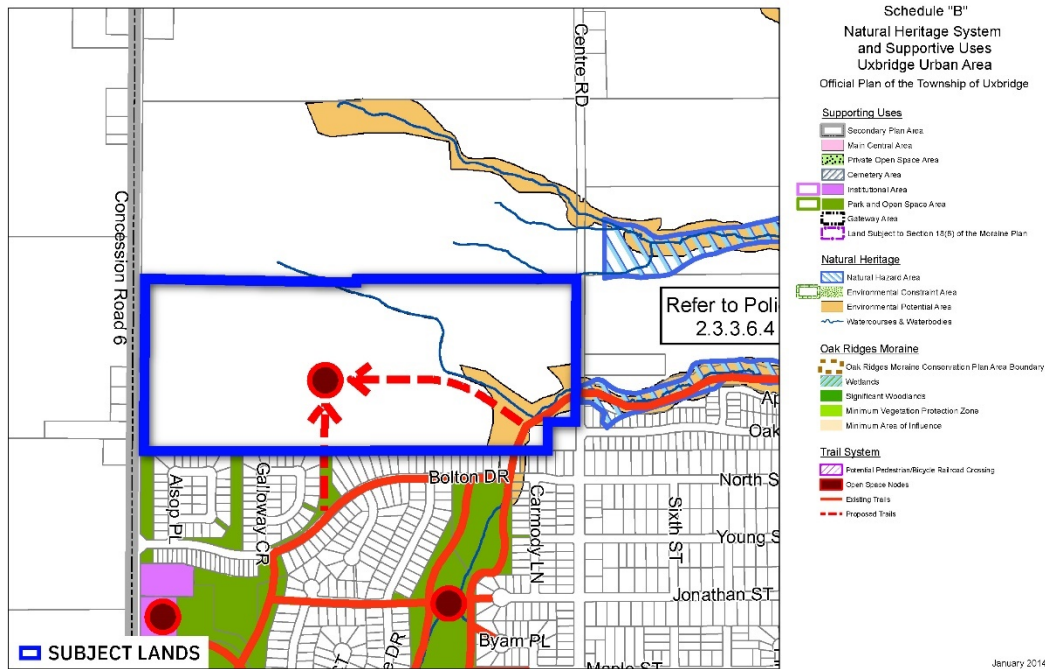 Schedule "B"
Natural Heritage System
and Supportive Uses
Uxbridge Urban Area
Official Plan of the Township of Uxbridge
Supporting Uses
Secondary Plan Area
Main Central Area
Private Open Space Area
Cemetery Area
Institutional Area
Park and Open Space Area
Gateway Area
Land Subject to Section 18(5) of the Moraine Plan
Natural Heritage
Natural Hazard Area
Environmental Constraint Area
Environmental Potential Area
Watercourses & Waterbodies
Oak Ridges Moraine
Oak Ridges Moraine Conservation Plan Area Boundary
Wetlands
Significant Woodlands
Minimum Vegetation Protection Zone
Minimum Area of Influence
Trail System
Potential Pedestrian/Bicycle Railroad Crossing
Open Space Nodes
Existing Trails
Proposed Trails
January 2014
Centre RD
Concession Road 6
Refer to Poli
2.3.3.6.4
Ap
Oak
Bolton DR
North S
Alsop PL
Galloway CR
Carmody LN
Sixth ST
Young S
Jonathan ST
Byam PL
DR
ST
Maple ST
SUBJECT LANDS